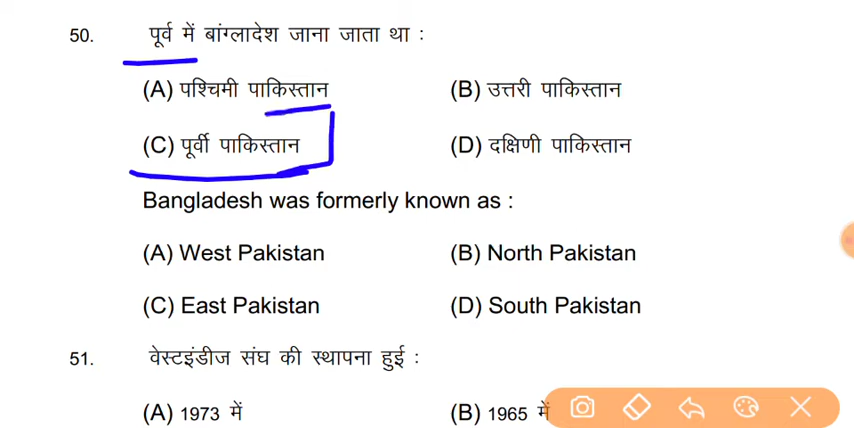 50. पूर्व में बांग्लादेश जाना जाता था :
(A) पश्चिमी पाकिस्तान (B) उत्तरी पाकिस्तान
(C) पूर्वी पाकिस्तान (D) दक्षिणी पाकिस्तान
Bangladesh was formerly known as :
(A) West Pakistan (B) North Pakistan
(C) East Pakistan (D) South Pakistan
51. वेस्टइंडीज संघ की स्थापना हुई :
(A) 1973 में (B) 1965 में